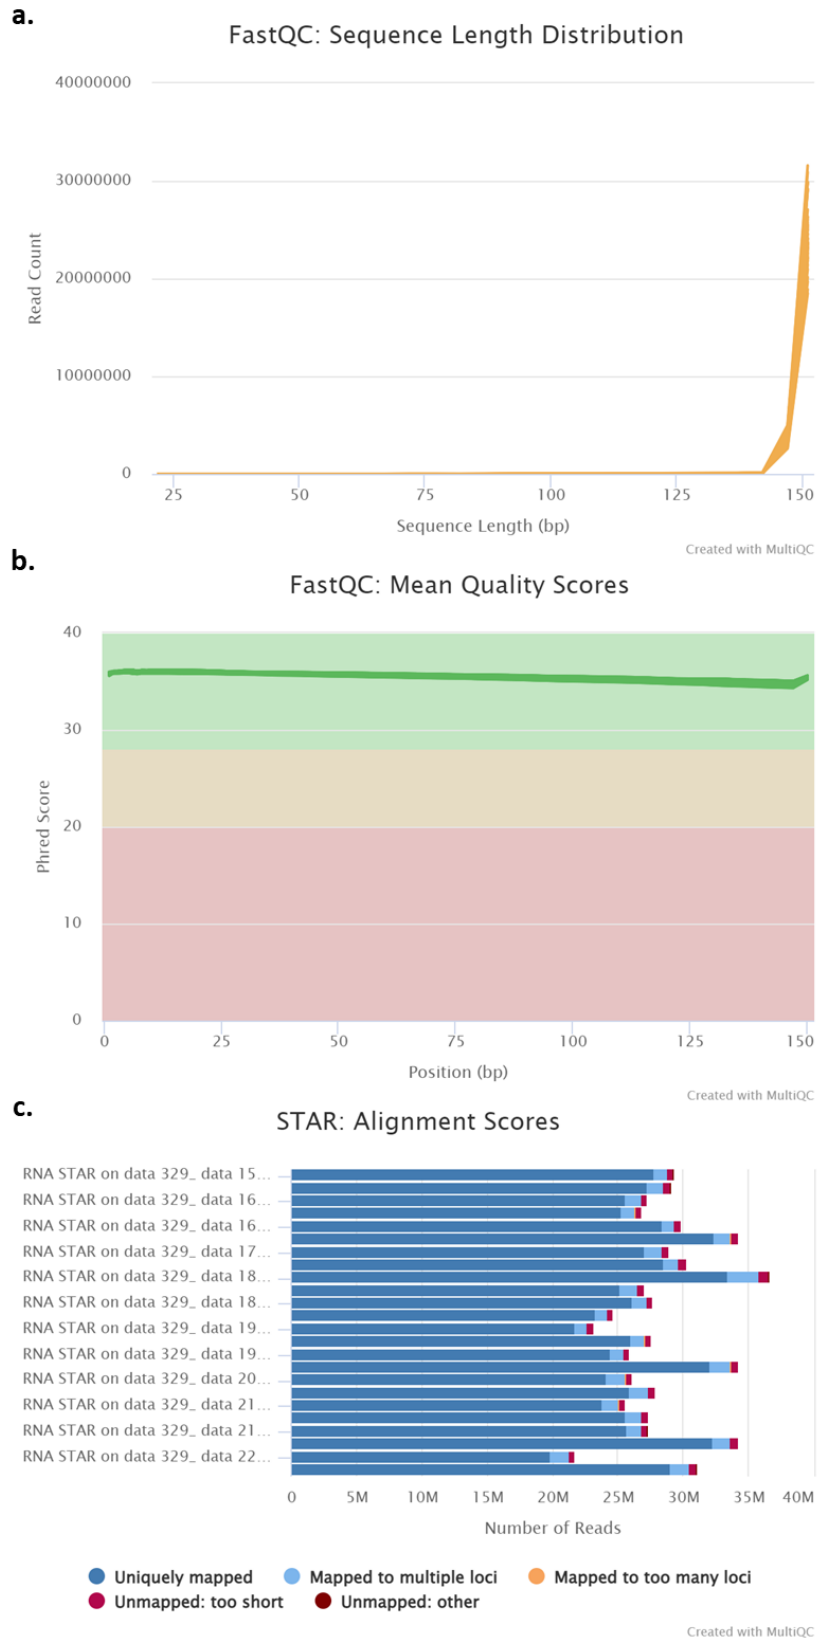 a.
FastQC: Sequence Length Distribution
40000000
30000000
20000000
10000000
0
Read Count
25 50 75 100 125 150
Sequence Length (bp)
Created with MultiQC
b.
FastQC: Mean Quality Scores
40
30
20
10
0
Phred Score
0 25 50 75 100 125 150
Position (bp)
Created with MultiQC
c.
STAR: Alignment Scores
RNA STAR on data 329_ data 15...
RNA STAR on data 329_ data 16...
RNA STAR on data 329_ data 16...
RNA STAR on data 329_ data 17...
RNA STAR on data 329_ data 18...
RNA STAR on data 329_ data 18...
RNA STAR on data 329_ data 19...
RNA STAR on data 329_ data 19...
RNA STAR on data 329_ data 20...
RNA STAR on data 329_ data 21...
RNA STAR on data 329_ data 21...
RNA STAR on data 329_ data 22...
0 5M 10M 15M 20M 25M 30M 35M 40M
Number of Reads
Uniquely mapped Mapped to multiple loci Mapped to too many loci
Unmapped: too short Unmapped: other
Created with MultiQC